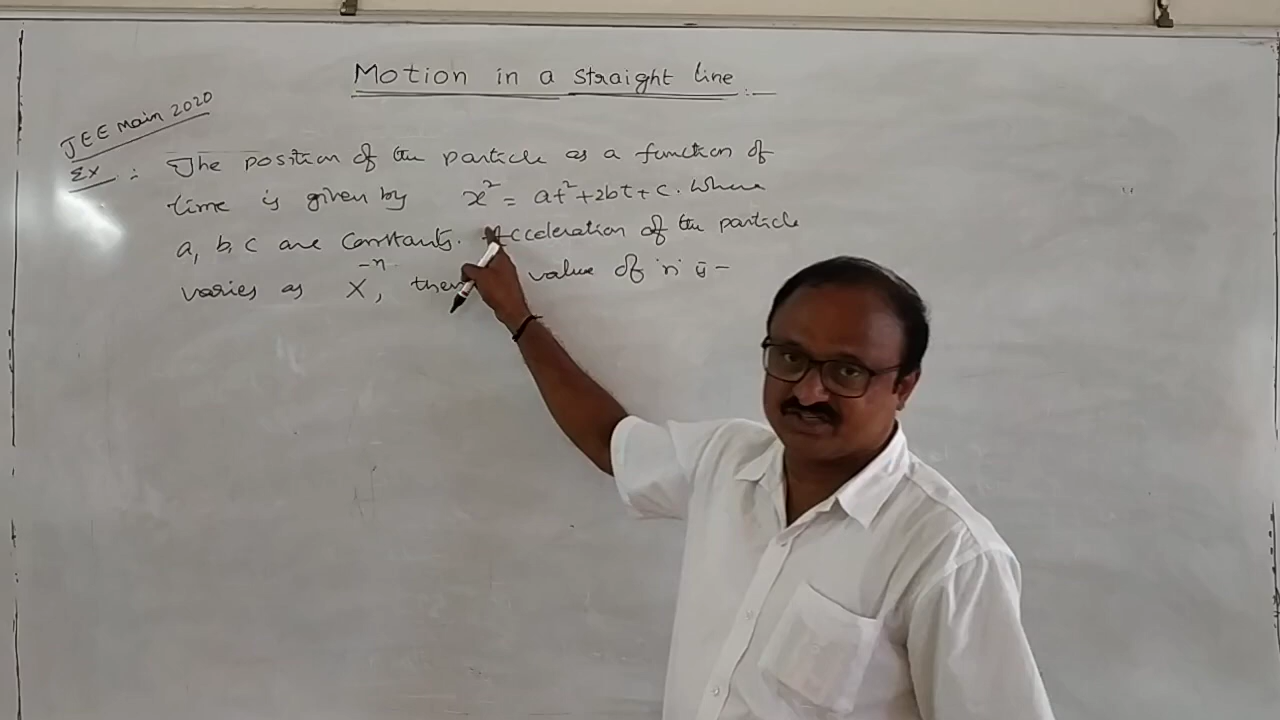 Motion in a straight line :-
JEE Main 2020
Ex : The position of the particle as a function of
time is given by x² = at² + 2bt + c. Where
a, b, c are constants. Acceleration of the particle
varies as x⁻ⁿ, then value of 'n' is -